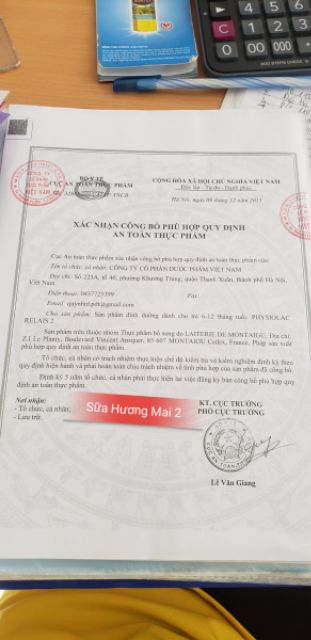 BỘ Y TẾ
CỤC AN TOÀN THỰC PHẨM
CỘNG HÒA XÃ HỘI CHỦ NGHĨA VIỆT NAM
Độc lập - Tự do - Hạnh phúc
Hà Nội, ngày 09 tháng 12 năm
XÁC NHẬN CÔNG BỐ PHÙ HỢP QUY ĐỊNH
AN TOÀN THỰC PHẨM
Cục An toàn thực phẩm xác nhận công bố phù hợp quy định an toàn thực phẩm của:
Tên tổ chức, cá nhân: CÔNG TY CỔ PHẦN DƯỢC PHẨM VIỆT NAM
Địa chỉ: Số 225A, tổ 40, phường Khương Trung, quận Thanh Xuân, thành phố Hà Nội,
Việt Nam
Điện thoại: 0437725399 Fax:
Email
Cho sản phẩm: Sản phẩm dinh dưỡng dành cho trẻ 6-12 tháng tuổi: PHYSIOLAC
RELAIS 2
Sản phẩm trên thuộc nhóm Thực phẩm bổ sung do LAITERIE DE MONTAIGU, Địa chỉ:
Z.I Le Planty, Boulevard Vincent Ansquer, 85 607 MONTAIGU Cedex, France, Pháp sản xuất
phù hợp quy định an toàn thực phẩm.
Tổ chức, cá nhân có trách nhiệm thực hiện chế độ kiểm tra và kiểm nghiệm định kỳ theo
quy định hiện hành và phải hoàn toàn chịu trách nhiệm về tính phù hợp của sản phẩm đã công bố.
Định kỳ 5 năm tổ chức, cá nhân phải thực hiện lại việc đăng ký bản công bố phù hợp quy
định an toàn thực phẩm.
Nơi nhận:
- Tổ chức, cá nhân;
- Lưu trữ.
Sữa Hương Mai 2
KT. CỤC TRƯỞNG
PHÓ CỤC TRƯỞNG
Lê Văn Giang